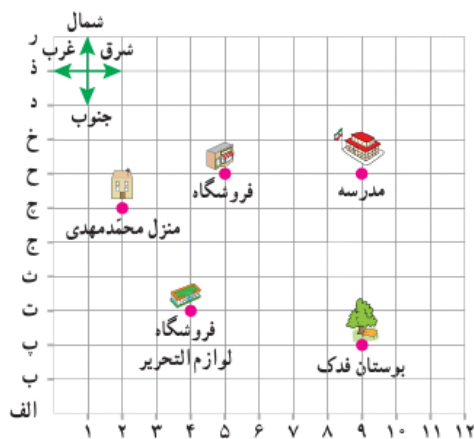 ر
شمال
ذ
غرب شرق
د
جنوب
خ
ح
مدرسه
فروشگاه
چ
منزل محمّدمهدی
ج
ث
ت
فروشگاه
لوازم‌التحریر
پ
بوستان فدک
ب
الف
۱ ۲ ۳ ۴ ۵ ۶ ۷ ۸ ۹ ۱۰ ۱۱ ۱۲